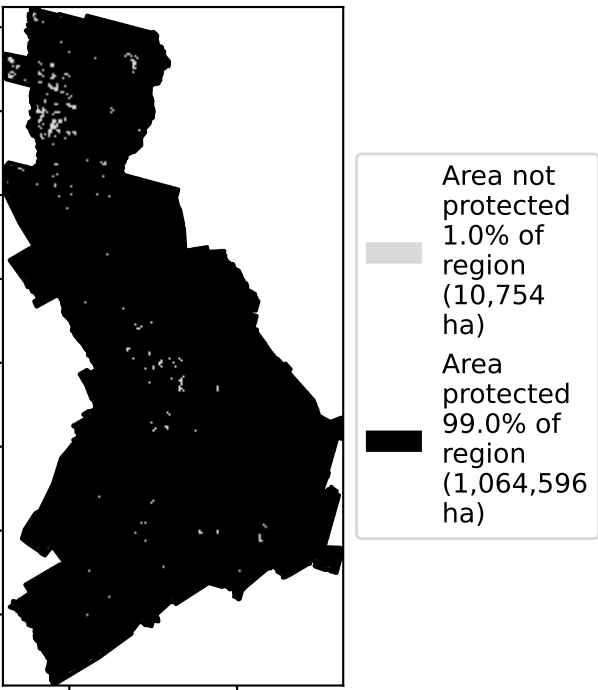 Area not
protected
1.0% of
region
(10,754
ha)
Area
protected
99.0% of
region
(1,064,596
ha)